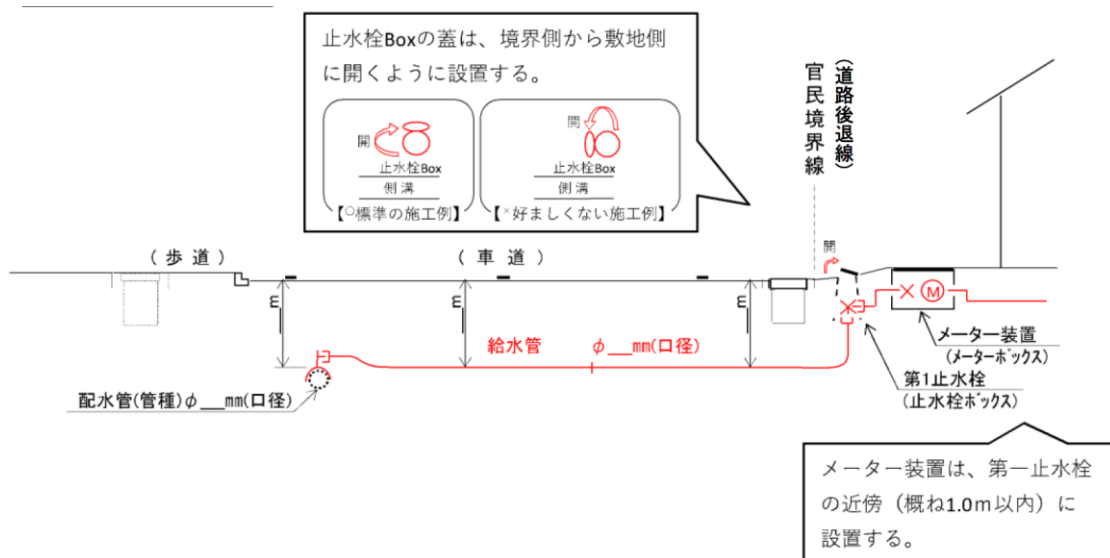 止水栓Boxの蓋は、境界側から敷地側
に開くように設置する。
開
止水栓Box
側溝
【○標準の施工例】
開
止水栓Box
側溝
【×好ましくない施工例】
(道路後退線)
官民境界線
(歩道)
(車道)
開
m
m
m
給水管 φ__mm(口径)
配水管(管種)φ__mm(口径)
M
メーター装置
(メーターボックス)
第1止水栓
(止水栓ボックス)
メーター装置は、第一止水栓
の近傍（概ね1.0m以内）に
設置する。